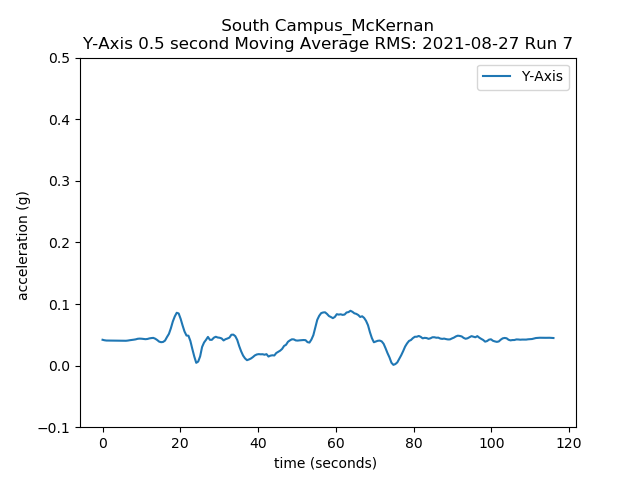 South Campus_McKernan
Y-Axis 0.5 second Moving Average RMS: 2021-08-27 Run 7
Y-Axis
0.5
0.4
0.3
0.2
0.1
0.0
−0.1
acceleration (g)
0 20 40 60 80 100 120
time (seconds)